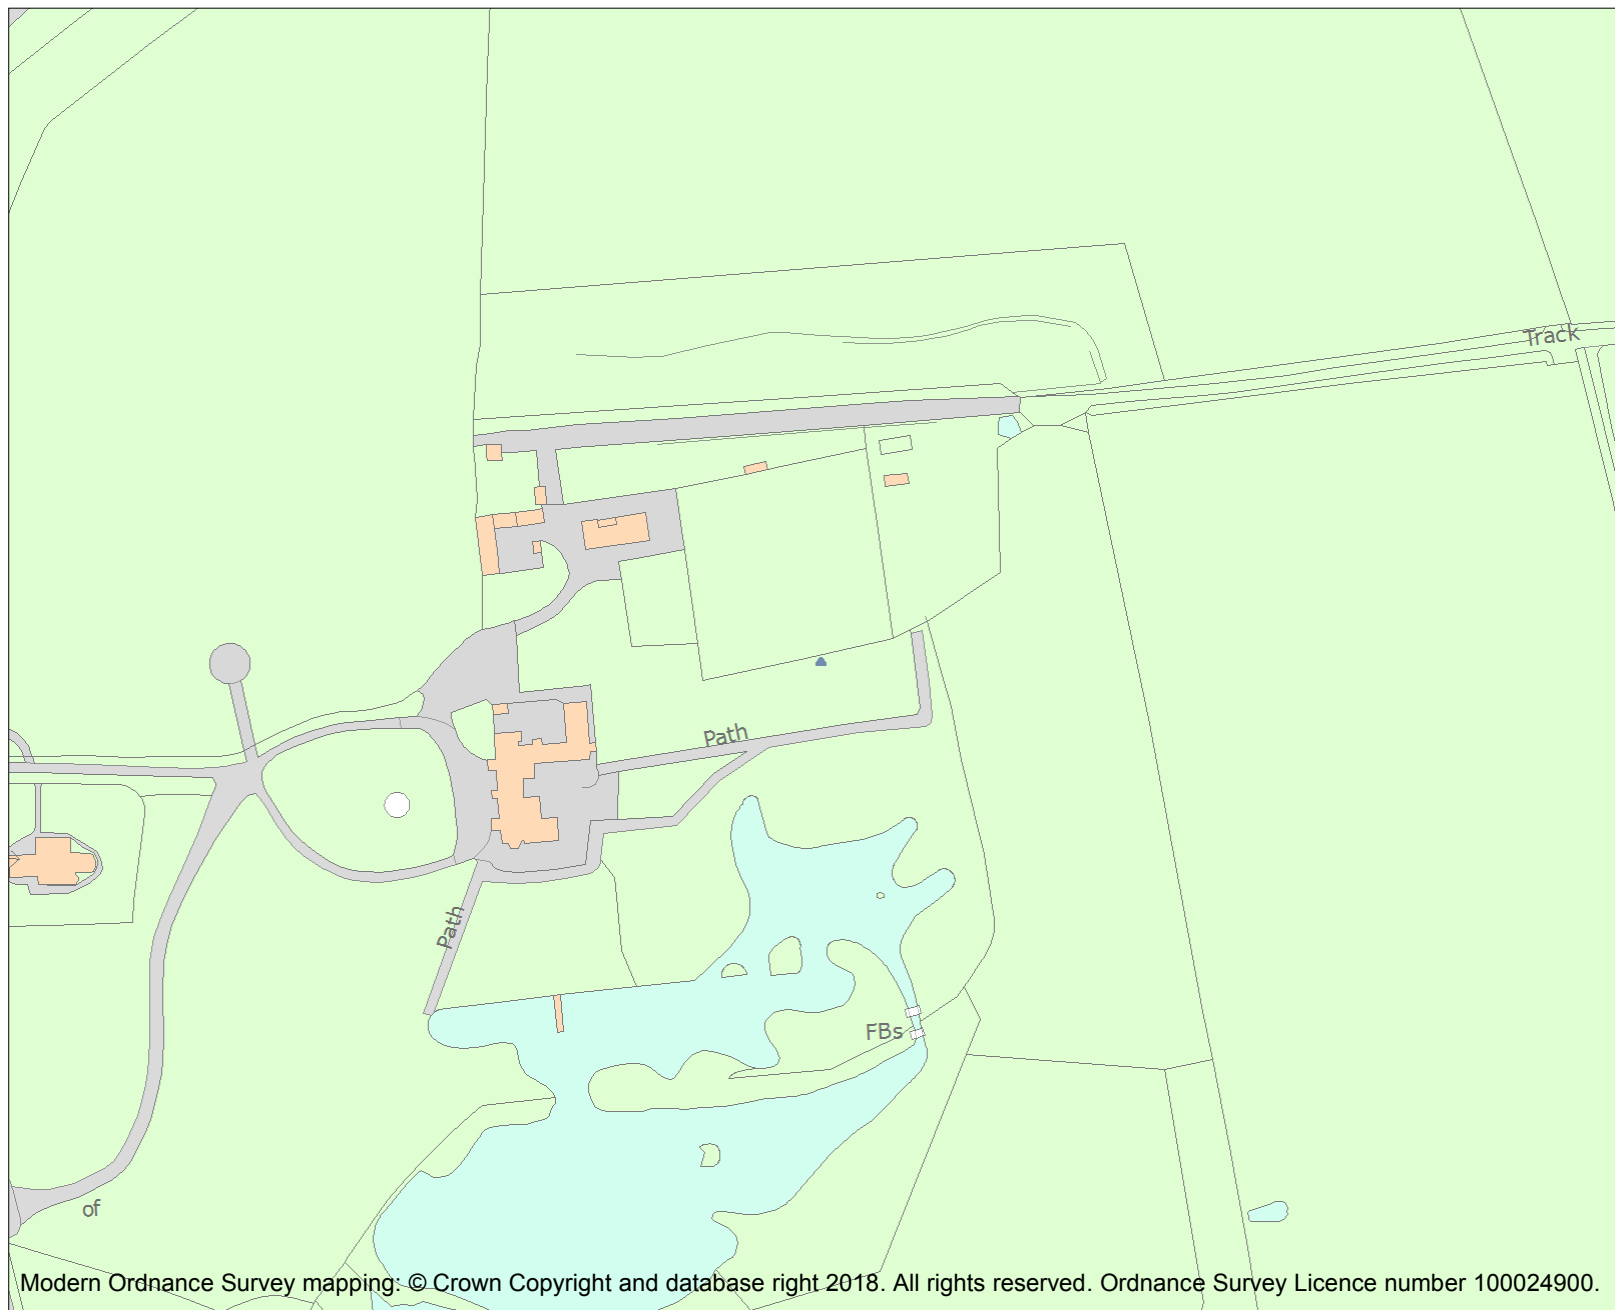 Track
Path
Path
FBs
of
Modern Ordnance Survey mapping: © Crown Copyright and database right 2018. All rights reserved. Ordnance Survey Licence number 100024900.